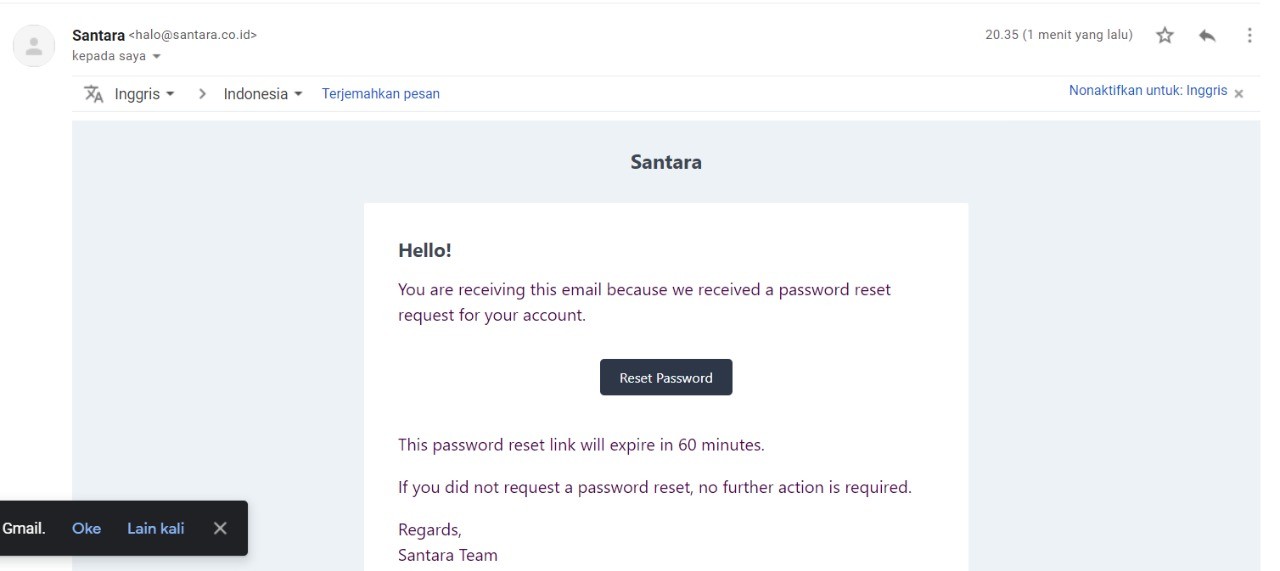 Santara <halo@santara.co.id>
20.35 (1 menit yang lalu)
kepada saya
Inggris
Indonesia
Terjemahkan pesan
Nonaktifkan untuk: Inggris
Santara
Hello!
You are receiving this email because we received a password reset
request for your account.
Reset Password
This password reset link will expire in 60 minutes.
If you did not request a password reset, no further action is required.
Regards,
Santara Team
Gmail.
Oke
Lain kali